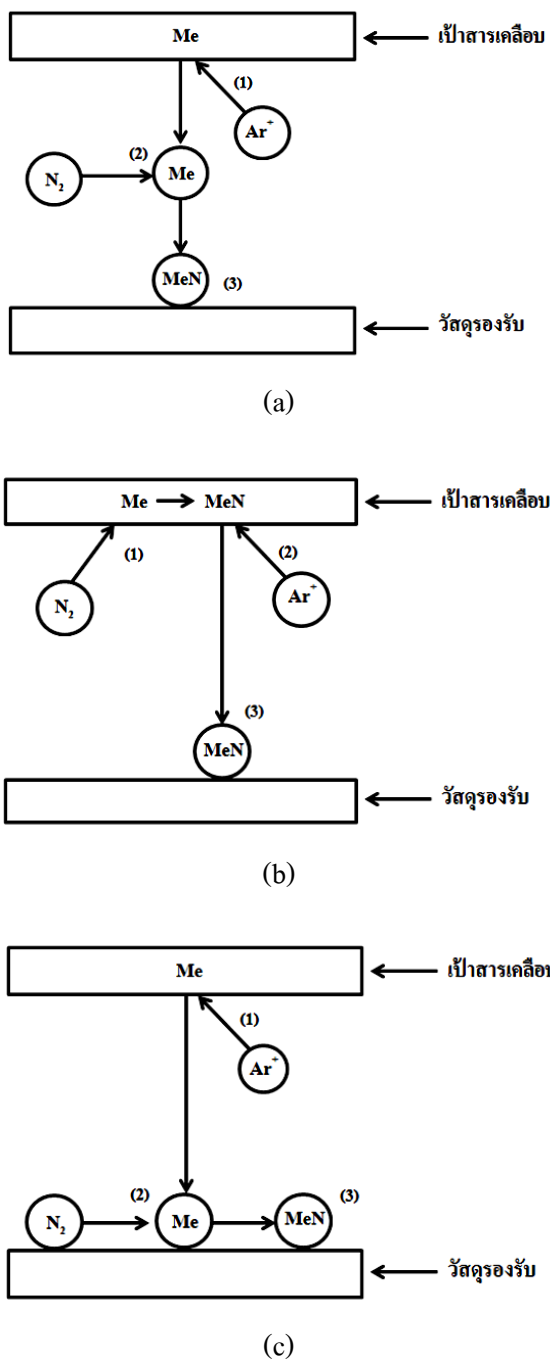 Me
เป้าสารเคลือบ
(1)
Ar⁺
(2)
N₂
Me
MeN
(3)
วัสดุรองรับ
(a)
Me → MeN
เป้าสารเคลือบ
(1)
(2)
N₂
Ar⁺
(3)
MeN
วัสดุรองรับ
(b)
Me
เป้าสารเคลือบ
(1)
Ar⁺
(2)
(3)
N₂
Me
MeN
วัสดุรองรับ
(c)